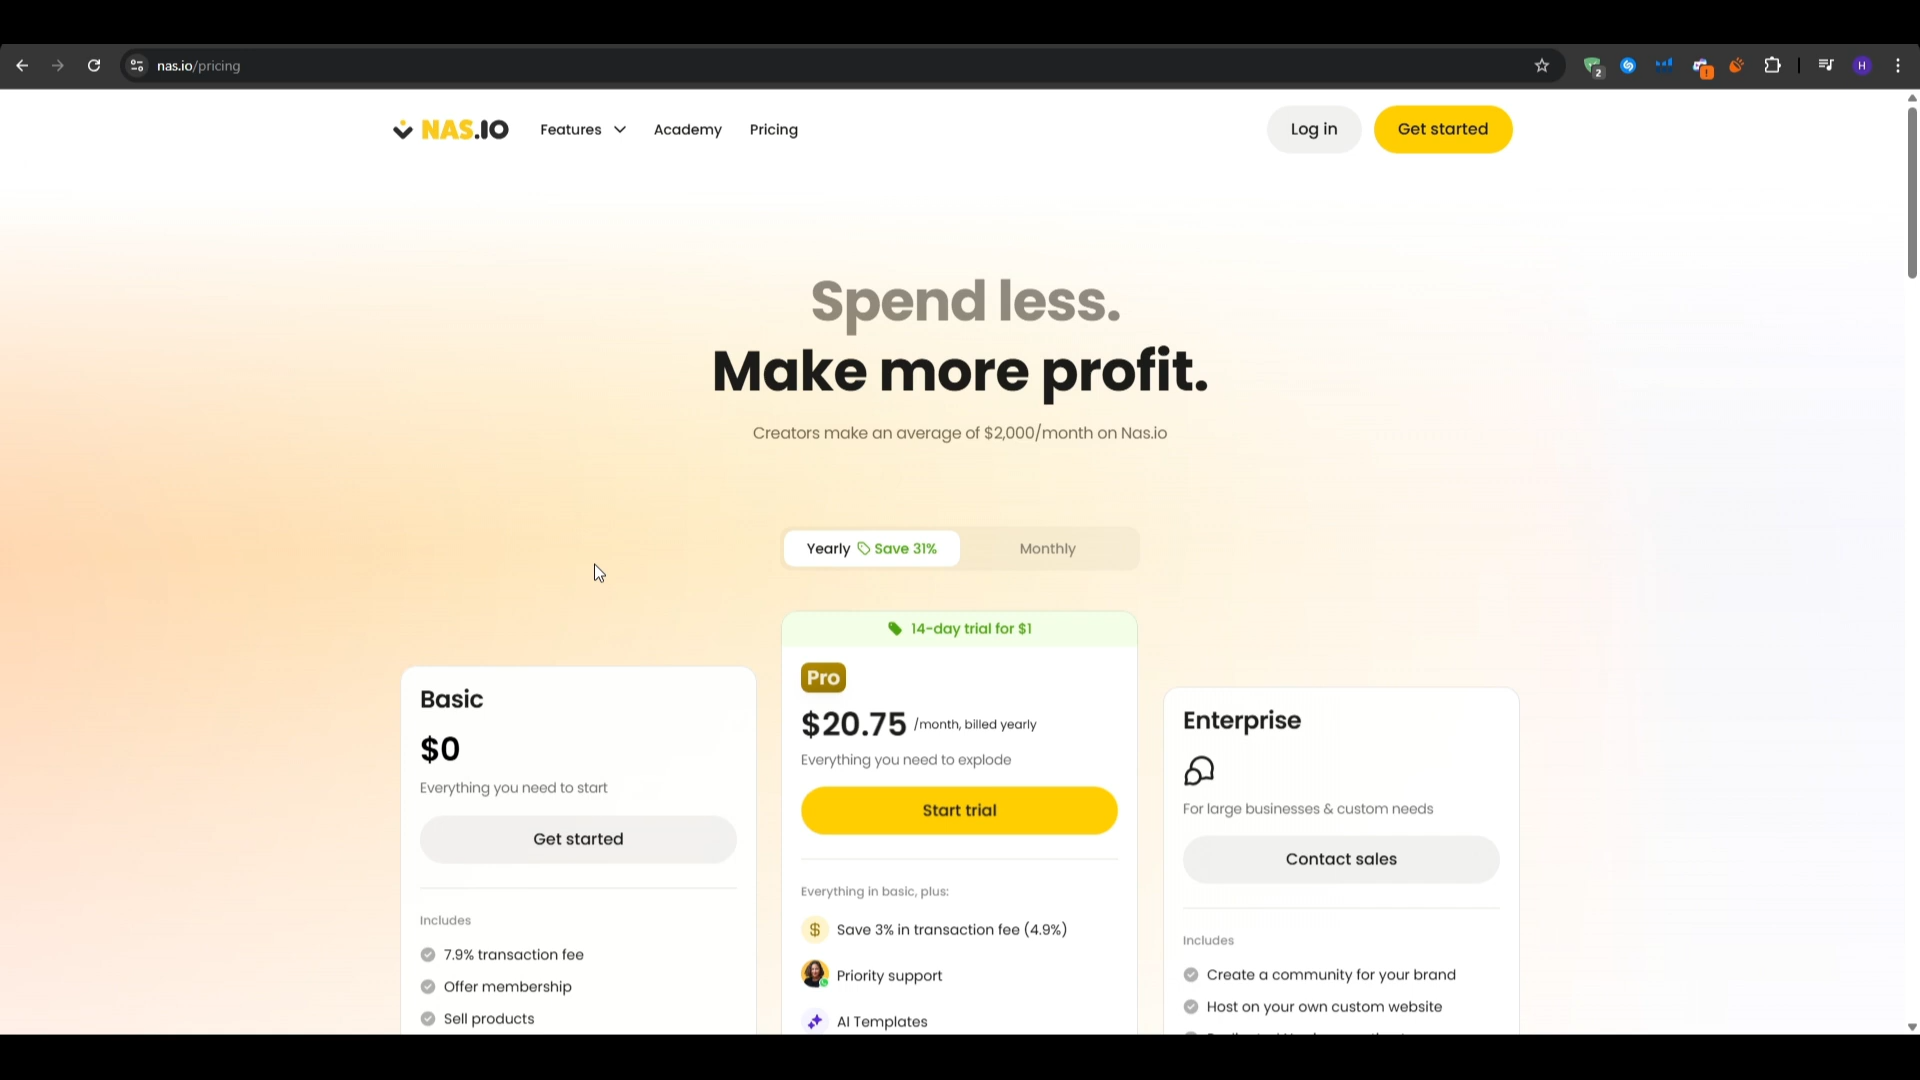 nas.io/pricing
2
!
H
NAS.IO
Features
Academy
Pricing
Log in
Get started
Spend less.
Make more profit.
Creators make an average of $2,000/month on Nas.io
Yearly Save 31%
Monthly
14-day trial for $1
Basic
$0
Everything you need to start
Get started
Includes
7.9% transaction fee
Offer membership
Sell products
Pro
$20.75 /month, billed yearly
Everything you need to explode
Start trial
Everything in basic, plus:
$ Save 3% in transaction fee (4.9%)
Priority support
AI Templates
Enterprise
For large businesses & custom needs
Contact sales
Includes
Create a community for your brand
Host on your own custom website